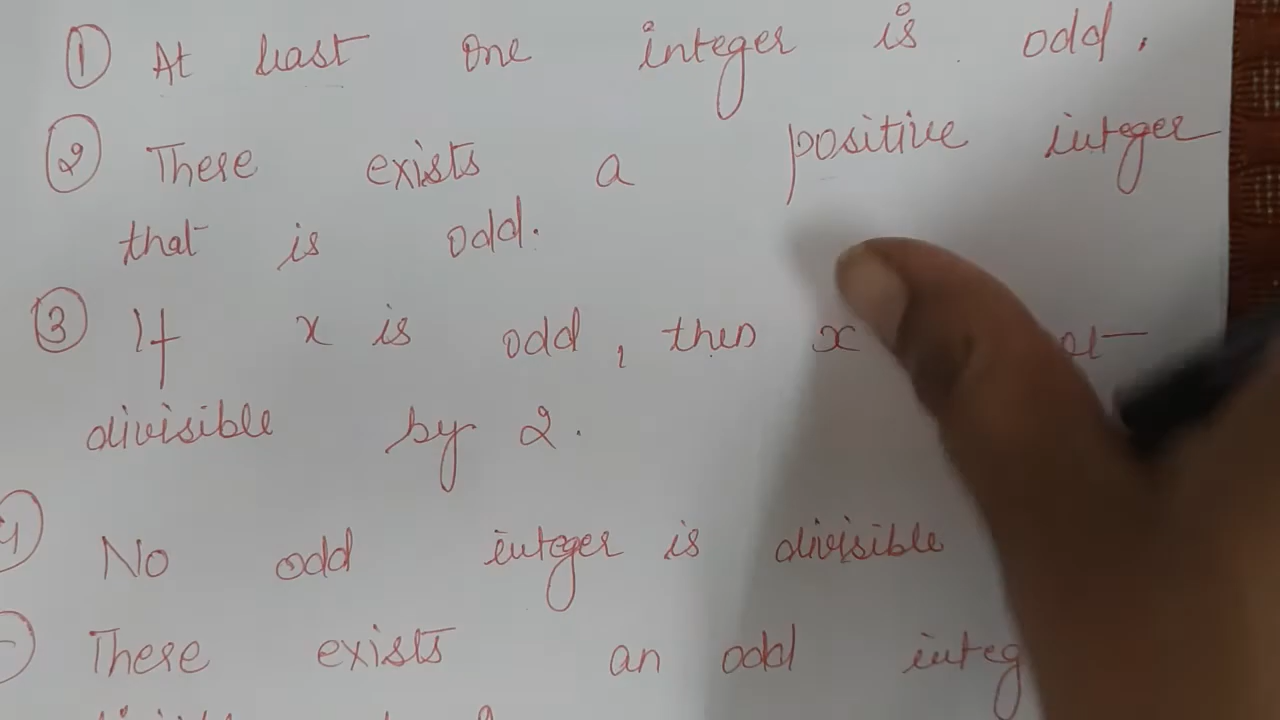 ① At least one integer is odd.
② There exists a positive integer
that is odd.
③ If x is odd, then x
divisible by 2.
No odd integer is divisible
There exists an odd integ